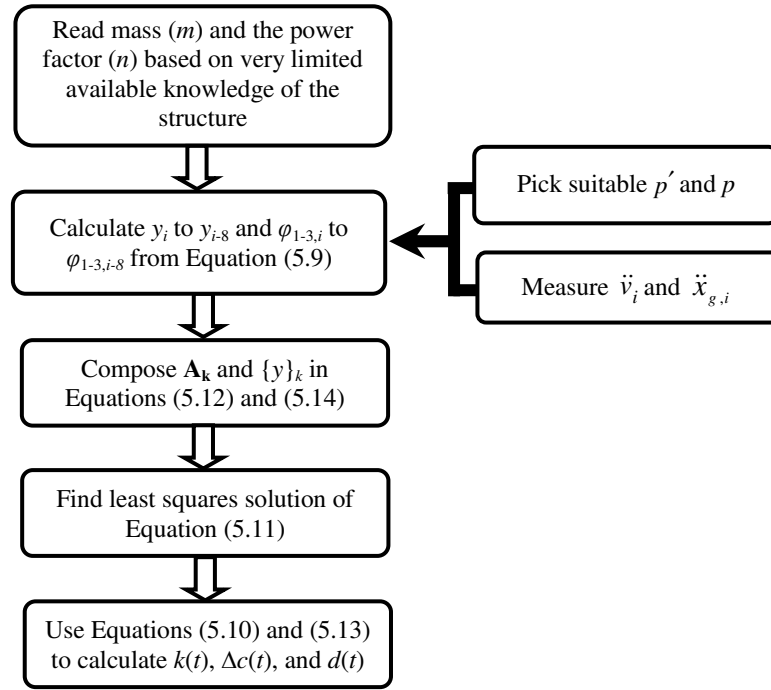 Read mass (m) and the power
factor (n) based on very limited
available knowledge of the
structure
Pick suitable p′ and p
Calculate yᵢ to yᵢ₋₈ and φ₁₋₃,ᵢ to
φ₁₋₃,ᵢ₋₈ from Equation (5.9)
Measure v̈ᵢ and ẍ_g,i
Compose Aₖ and {y}ₖ in
Equations (5.12) and (5.14)
Find least squares solution of
Equation (5.11)
Use Equations (5.10) and (5.13)
to calculate k(t), Δc(t), and d(t)